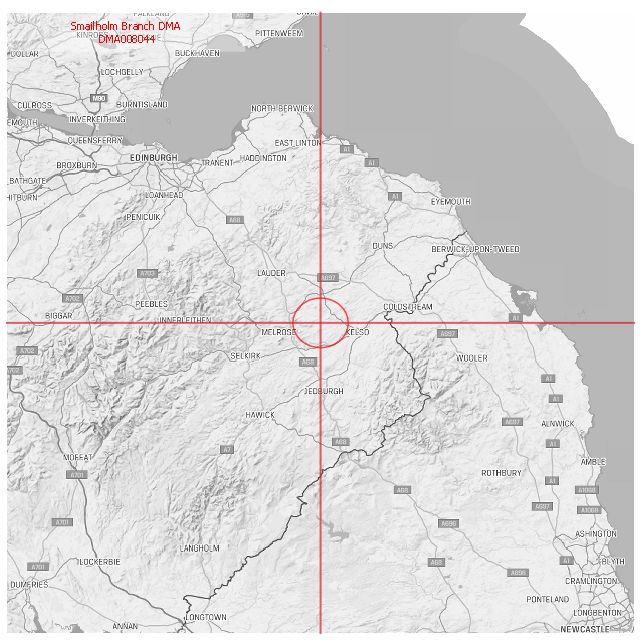 FALKLAND
Smailholm Branch DMA
KINROSS
DMA008044
PITTENWEEM
COLLAR
BUCKHAVEN
LOCHGELLY
M90
CULROSS
BURNTISLAND
NORTH BERWICK
INVERKEITHING
QUEENSFERRY
EAST LINTON
A1
EDINBURGH
BROXBURN
TRANENT
HADDINGTON
A1
BATHGATE
LOANHEAD
A1
EYEMOUTH
PENICUIK
A68
DUNS
BERWICK-UPON-TWEED
A703
LAUDER
A697
A702
PEEBLES
COLDSTREAM
BIGGAR
INNERLEITHEN
A1
MELROSE
KELSO
A697
A702
SELKIRK
A68
WOOLER
A702
JEDBURGH
A1
A1
HAWICK
A697
ALNWICK
A7
A68
A1
MOFFAT
AMBLE
A701
ROTHBURY
A1
A68
A1068
A697
A1068
A701
A696
ASHINGTON
LANGHOLM
LOCKERBIE
A68
A1
BLYTH
A701
A696
CRAMLINGTON
DUMFRIES
PONTELAND
LONGBENTON
ANNAN
LONGTOWN
NEWCASTLE